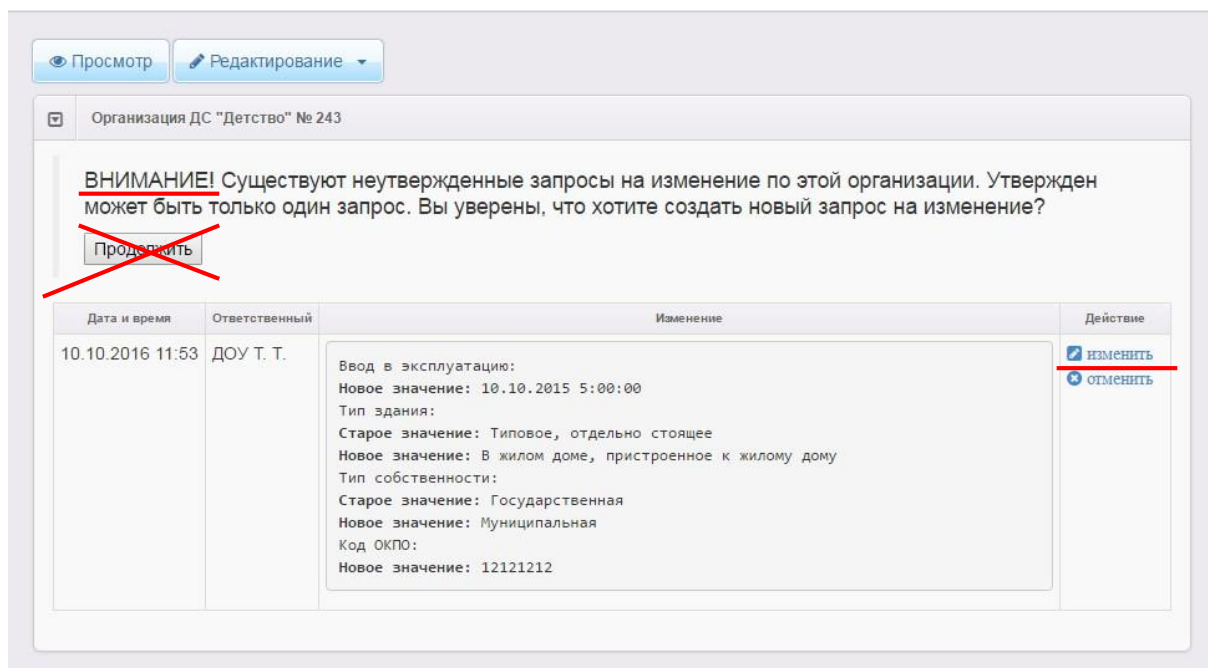 Просмотр Редактирование
Организация ДС "Детство" № 243
ВНИМАНИЕ! Существуют неутвержденные запросы на изменение по этой организации. Утвержден
может быть только один запрос. Вы уверены, что хотите создать новый запрос на изменение?
Продолжить
Дата и время Ответственный Изменение Действие
10.10.2016 11:53 ДОУ Т. Т. изменить
отменить
Ввод в эксплуатацию:
Новое значение: 10.10.2015 5:00:00
Тип здания:
Старое значение: Типовое, отдельно стоящее
Новое значение: В жилом доме, пристроенное к жилому дому
Тип собственности:
Старое значение: Государственная
Новое значение: Муниципальная
Код ОКПО:
Новое значение: 12121212